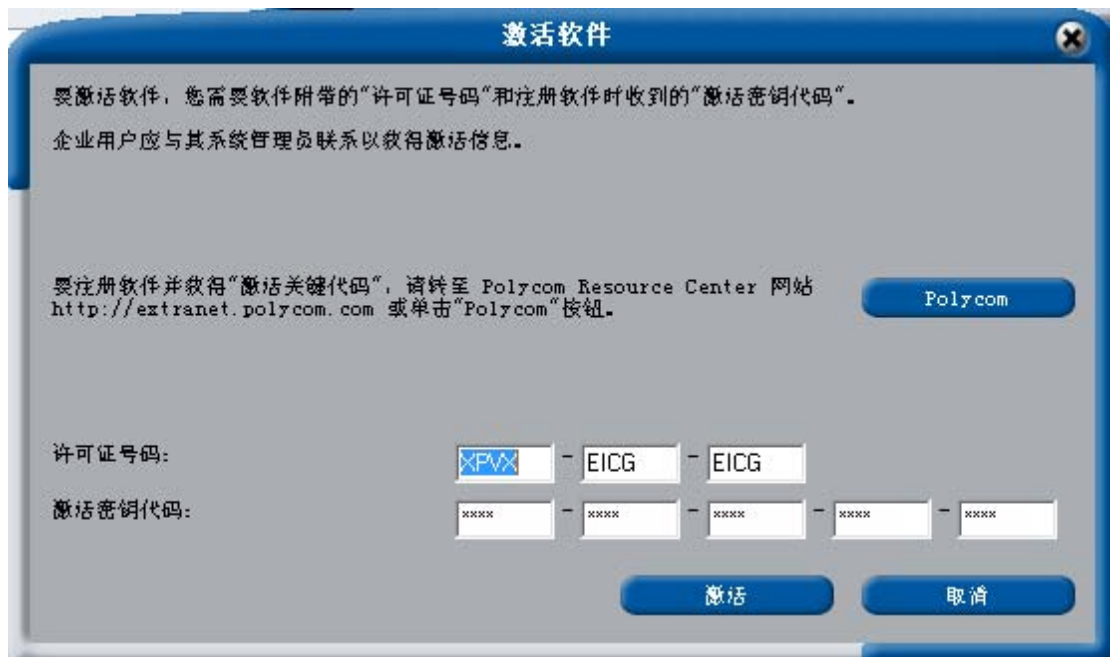 激活软件
要激活软件，您需要软件附带的“许可证号码”和注册软件时收到的“激活密钥代码”。
企业用户应与其系统管理员联系以获得激活信息。
要注册软件并获得“激活关键代码”，请转至 Polycom Resource Center 网站
http://extranet.polycom.com 或单击“Polycom”按钮。
Polycom
许可证号码: XPVX - EICG - EICG
激活密钥代码: **** - **** - **** - **** - ****
激活 取消